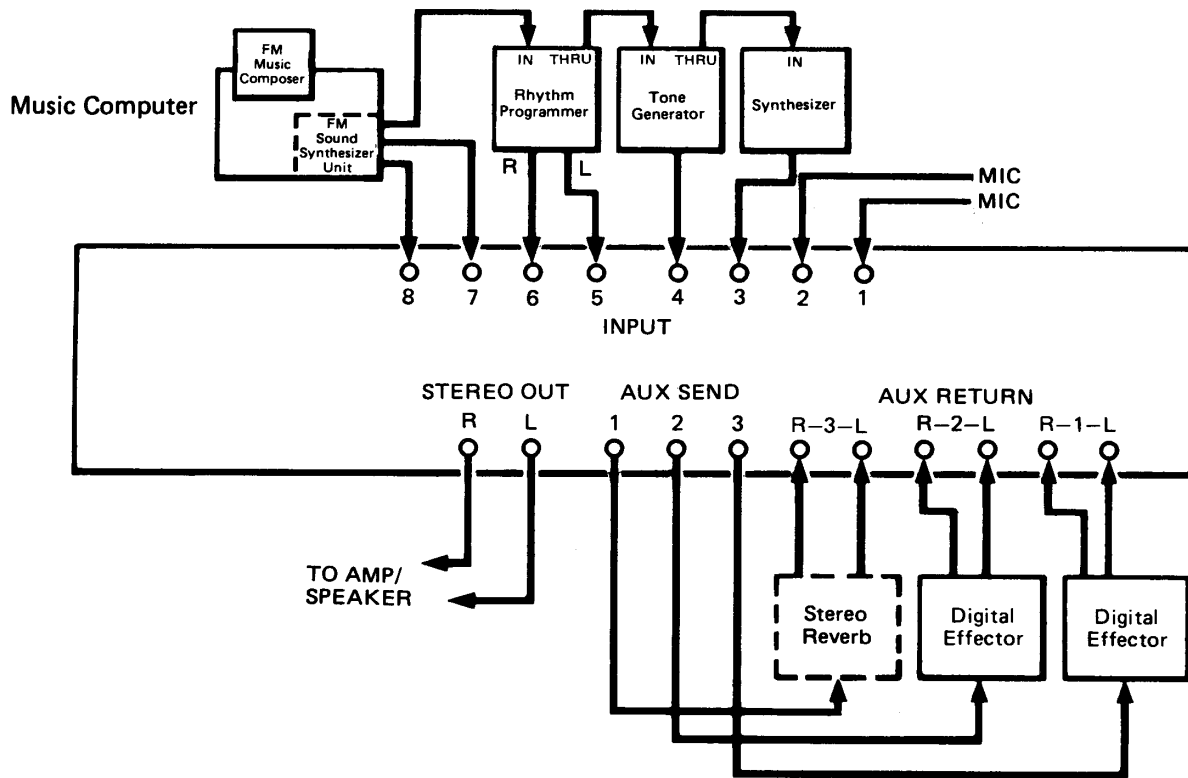 FM
Music
Composer
Music Computer
FM
Sound
Synthesizer
Unit
IN THRU
Rhythm
Programmer
R L
IN THRU
Tone
Generator
IN
Synthesizer
MIC
MIC
8 7 6 5 4 3 2 1
INPUT
STEREO OUT
R L
AUX SEND
1 2 3
AUX RETURN
R-3-L R-2-L R-1-L
TO AMP/
SPEAKER
Stereo
Reverb
Digital
Effector
Digital
Effector